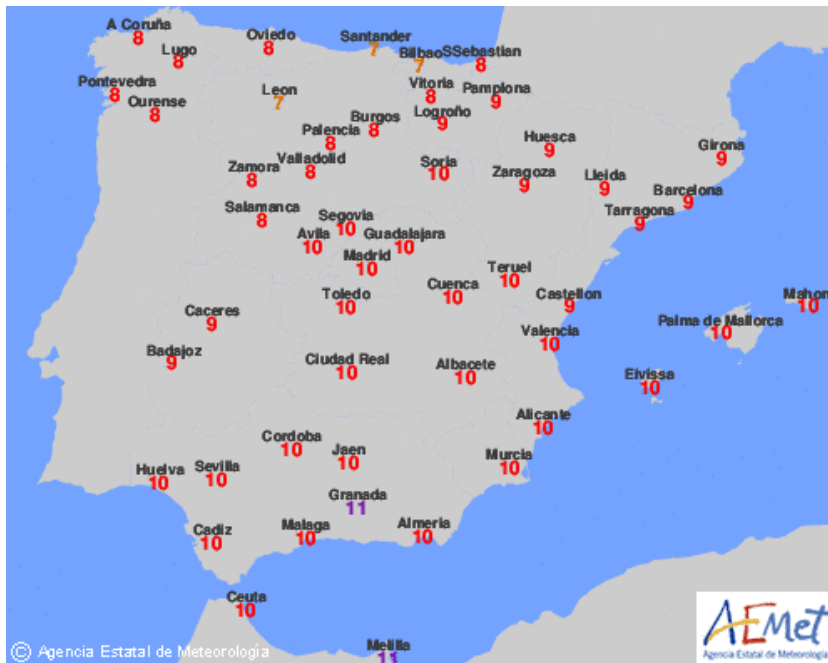 A Coruña
8
Lugo
8
Oviedo
8
Santander
7
Bilbao
7
SSebastian
8
Pontevedra
8
Ourense
8
Leon
7
Vitoria
8
Pamplona
9
Burgos
8
Logroño
9
Palencia
8
Huesca
9
Girona
9
Zamora
8
Valladolid
8
Soria
10
Zaragoza
9
Lleida
9
Barcelona
9
Tarragona
9
Salamanca
8
Segovia
10
Avila
10
Guadalajara
10
Madrid
10
Teruel
10
Cuenca
10
Toledo
10
Castellon
9
Mahon
10
Caceres
9
Valencia
10
Palma de Mallorca
10
Badajoz
9
Ciudad Real
10
Albacete
10
Eivissa
10
Alicante
10
Cordoba
10
Jaen
10
Murcia
10
Huelva
10
Sevilla
10
Granada
11
Cadiz
10
Malaga
10
Almeria
10
Ceuta
10
Melilla
11
© Agencia Estatal de Meteorología
AEMet
Agencia Estatal de Meteorología